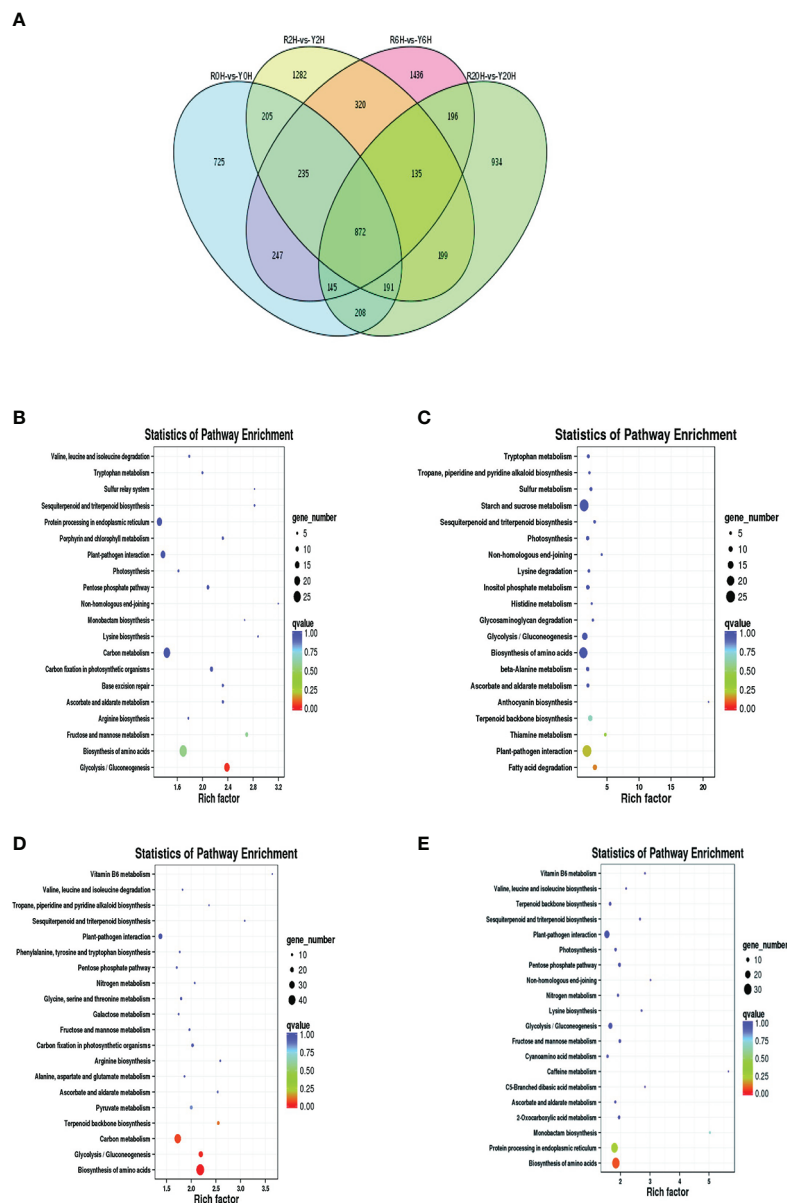 A
R2H-vs-Y2H
R6H-vs-Y6H
R0H-vs-Y0H
R20H-vs-Y20H
1282
1436
320
205
196
725
934
235
135
872
247
199
145
191
208
B
Statistics of Pathway Enrichment
Valine, leucine and isoleucine degradation
Tryptophan metabolism
Sulfur relay system
Sesquiterpenoid and triterpenoid biosynthesis
Protein processing in endoplasmic reticulum
Porphyrin and chlorophyll metabolism
Plant-pathogen interaction
Photosynthesis
Pentose phosphate pathway
Non-homologous end-joining
Monobactam biosynthesis
Lysine biosynthesis
Carbon metabolism
Carbon fixation in photosynthetic organisms
Base excision repair
Ascorbate and aldarate metabolism
Arginine biosynthesis
Fructose and mannose metabolism
Biosynthesis of amino acids
Glycolysis / Gluconeogenesis
1.6 2.0 2.4 2.8 3.2
Rich factor
gene_number
5
10
15
20
25
qvalue
1.00
0.75
0.50
0.25
0.00
C
Statistics of Pathway Enrichment
Tryptophan metabolism
Tropane, piperidine and pyridine alkaloid biosynthesis
Sulfur metabolism
Starch and sucrose metabolism
Sesquiterpenoid and triterpenoid biosynthesis
Photosynthesis
Non-homologous end-joining
Lysine degradation
Inositol phosphate metabolism
Histidine metabolism
Glycosaminoglycan degradation
Glycolysis / Gluconeogenesis
Biosynthesis of amino acids
beta-Alanine metabolism
Ascorbate and aldarate metabolism
Anthocyanin biosynthesis
Terpenoid backbone biosynthesis
Thiamine metabolism
Plant-pathogen interaction
Fatty acid degradation
5 10 15 20
Rich factor
gene_number
5
10
15
20
25
qvalue
1.00
0.75
0.50
0.25
0.00
D
Statistics of Pathway Enrichment
Vitamin B6 metabolism
Valine, leucine and isoleucine degradation
Tropane, piperidine and pyridine alkaloid biosynthesis
Sesquiterpenoid and triterpenoid biosynthesis
Plant-pathogen interaction
Phenylalanine, tyrosine and tryptophan biosynthesis
Pentose phosphate pathway
Nitrogen metabolism
Glycine, serine and threonine metabolism
Galactose metabolism
Fructose and mannose metabolism
Carbon fixation in photosynthetic organisms
Arginine biosynthesis
Alanine, aspartate and glutamate metabolism
Ascorbate and aldarate metabolism
Pyruvate metabolism
Terpenoid backbone biosynthesis
Carbon metabolism
Glycolysis / Gluconeogenesis
Biosynthesis of amino acids
1.5 2.0 2.5 3.0 3.5
Rich factor
gene_number
10
20
30
40
qvalue
1.00
0.75
0.50
0.25
0.00
E
Statistics of Pathway Enrichment
Vitamin B6 metabolism
Valine, leucine and isoleucine biosynthesis
Terpenoid backbone biosynthesis
Sesquiterpenoid and triterpenoid biosynthesis
Plant-pathogen interaction
Photosynthesis
Pentose phosphate pathway
Non-homologous end-joining
Nitrogen metabolism
Lysine biosynthesis
Glycolysis / Gluconeogenesis
Fructose and mannose metabolism
Cyanoamino acid metabolism
Caffeine metabolism
C5-Branched dibasic acid metabolism
Ascorbate and aldarate metabolism
2-Oxocarboxylic acid metabolism
Monobactam biosynthesis
Protein processing in endoplasmic reticulum
Biosynthesis of amino acids
2 3 4 5
Rich factor
gene_number
10
20
30
qvalue
1.00
0.75
0.50
0.25
0.00